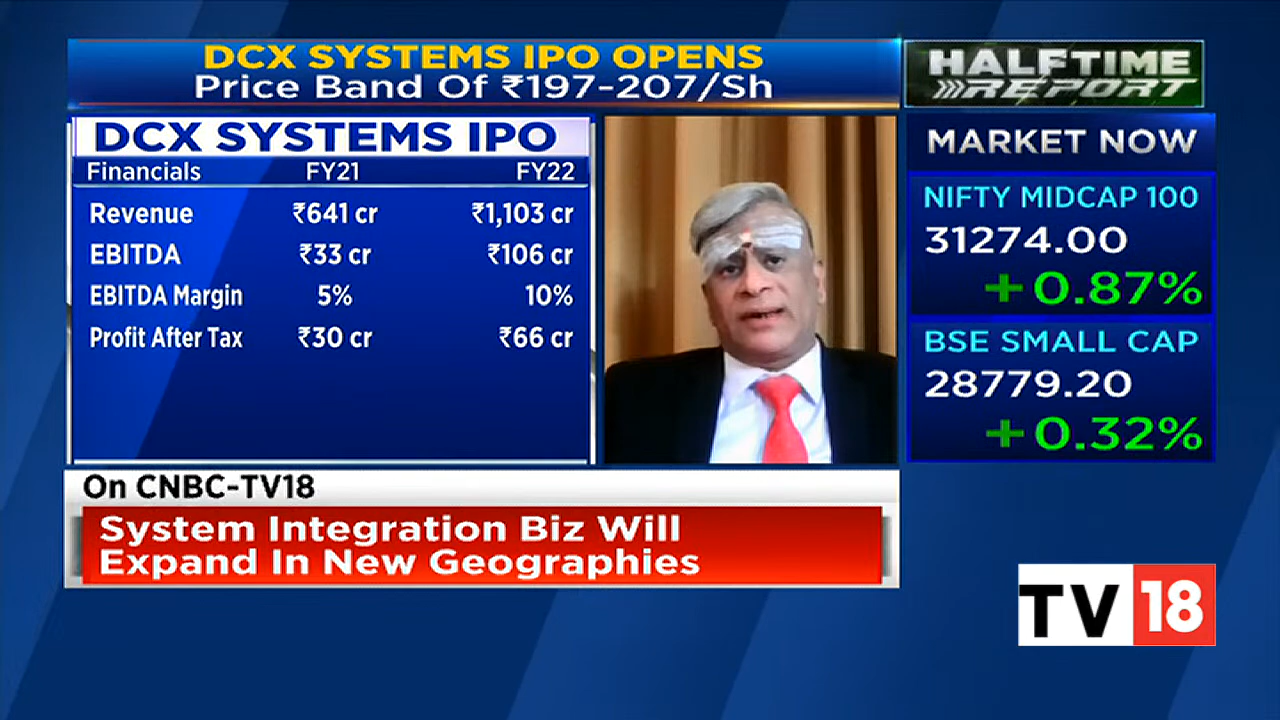 DCX SYSTEMS IPO OPENS
Price Band Of ₹197-207/Sh
HALFTIME
REPORT
DCX SYSTEMS IPO
Financials FY21 FY22
Revenue ₹641 cr ₹1,103 cr
EBITDA ₹33 cr ₹106 cr
EBITDA Margin 5% 10%
Profit After Tax ₹30 cr ₹66 cr
MARKET NOW
NIFTY MIDCAP 100
31274.00
+0.87%
BSE SMALL CAP
28779.20
+0.32%
On CNBC-TV18
System Integration Biz Will
Expand In New Geographies
TV18